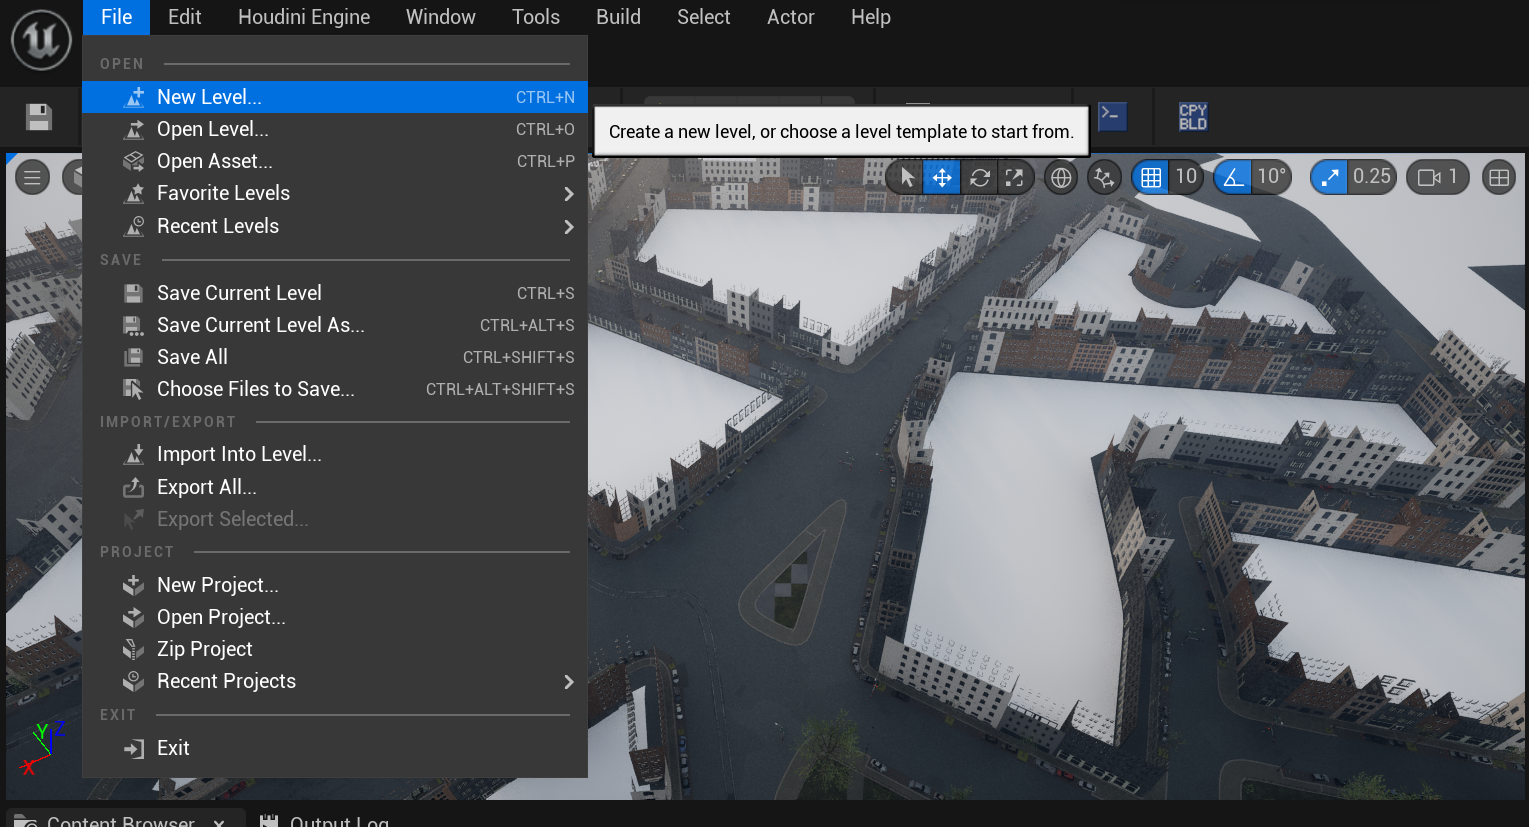 File Edit Houdini Engine Window Tools Build Select Actor Help
OPEN
New Level... CTRL+N
Create a new level, or choose a level template to start from.
CPY
BLD
Open Level... CTRL+O
Open Asset... CTRL+P
10 10° 0.25 1
Favorite Levels
Recent Levels
SAVE
Save Current Level CTRL+S
Save Current Level As... CTRL+ALT+S
Save All CTRL+SHIFT+S
Choose Files to Save... CTRL+ALT+SHIFT+S
IMPORT/EXPORT
Import Into Level...
Export All...
Export Selected...
PROJECT
New Project...
Open Project...
Zip Project
Recent Projects
EXIT
Exit
Y Z
X
Content Browser Output Log